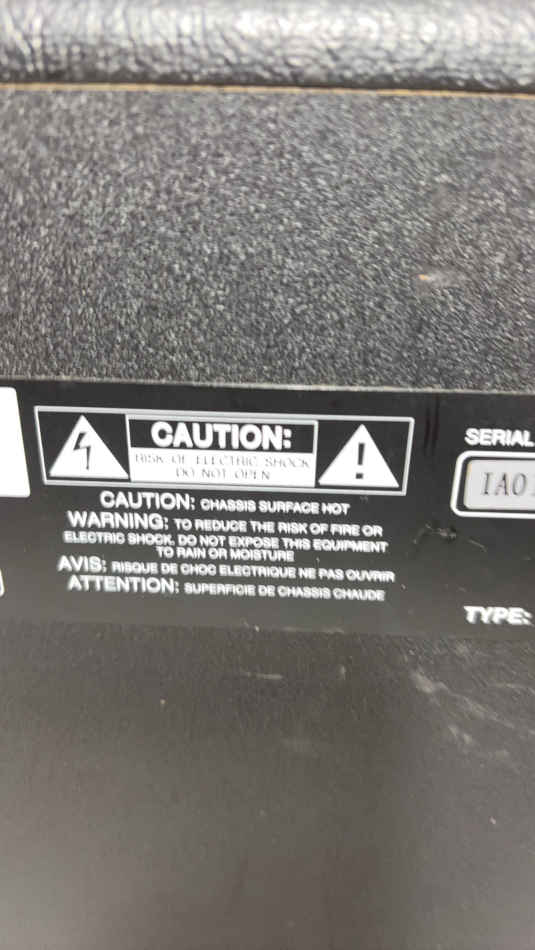 CAUTION:
RISK OF ELECTRIC SHOCK
DO NOT OPEN
CAUTION: CHASSIS SURFACE HOT
WARNING: TO REDUCE THE RISK OF FIRE OR
ELECTRIC SHOCK, DO NOT EXPOSE THIS EQUIPMENT
TO RAIN OR MOISTURE
AVIS: RISQUE DE CHOC ELECTRIQUE NE PAS OUVRIR
ATTENTION: SUPERFICIE DE CHASSIS CHAUDE
SERIAL
IA01
TYPE: